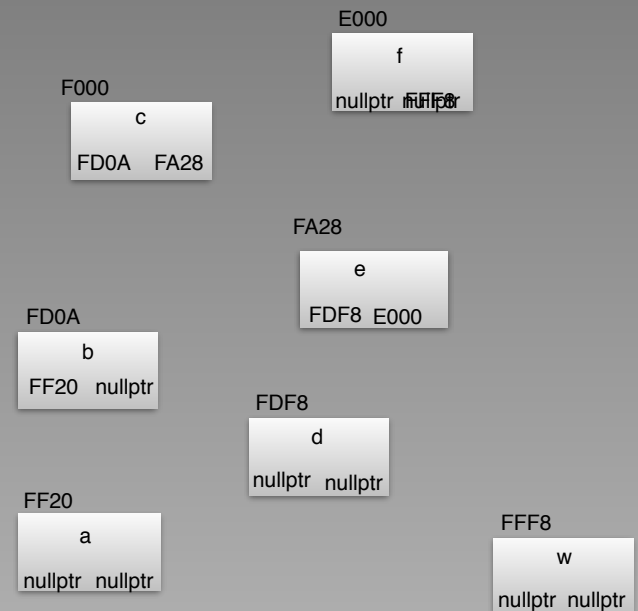 E000
f
nullptr
F000
c
FD0A FA28
FA28
e
FDF8 E000
FD0A
b
FF20 nullptr
FDF8
d
nullptr nullptr
FF20
a
nullptr nullptr
FFF8
w
nullptr nullptr